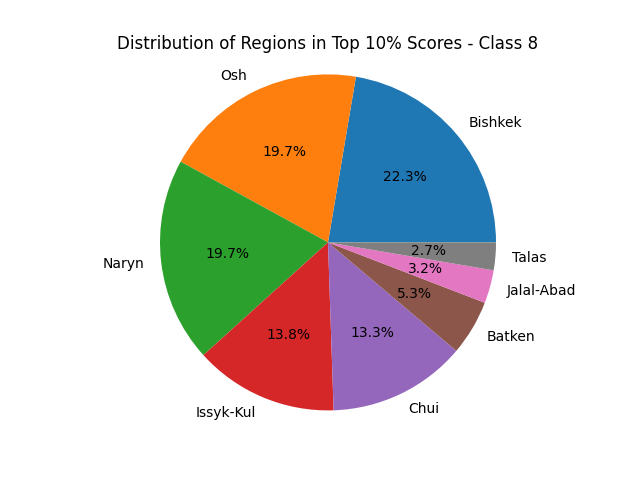 Distribution of Regions in Top 10% Scores - Class 8
Osh
Bishkek
19.7%
22.3%
Naryn
19.7%
2.7%
Talas
3.2%
Jalal-Abad
5.3%
Batken
13.8%
13.3%
Issyk-Kul
Chui